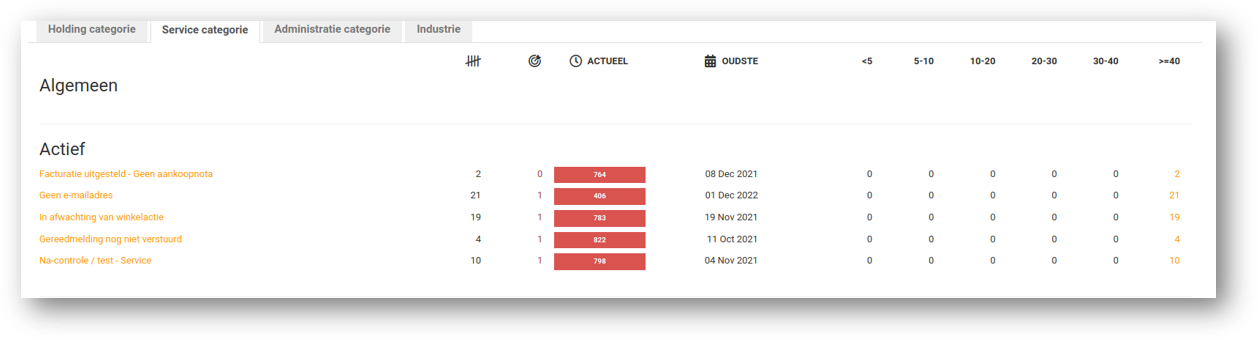 Holding categorie Service categorie Administratie categorie Industrie
ACTUEEL OUDSTE <5 5-10 10-20 20-30 30-40 >=40
Algemeen
Actief
Facturatie uitgesteld - Geen aankoopnota 2 0 764 08 Dec 2021 0 0 0 0 0 2
Geen e-mailadres 21 1 406 01 Dec 2022 0 0 0 0 0 21
In afwachting van winkelactie 19 1 783 19 Nov 2021 0 0 0 0 0 19
Gereedmelding nog niet verstuurd 4 1 822 11 Oct 2021 0 0 0 0 0 4
Na-controle / test - Service 10 1 798 04 Nov 2021 0 0 0 0 0 10